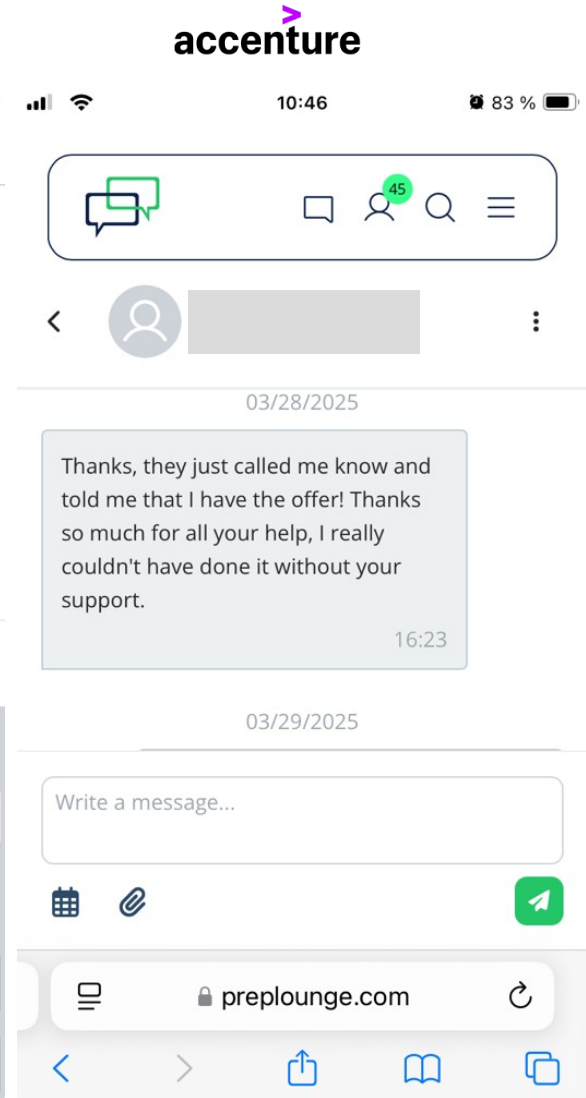 >
accenture
10:46
83 %
45
03/28/2025
Thanks, they just called me know and
told me that I have the offer! Thanks
so much for all your help, I really
couldn't have done it without your
support.
16:23
03/29/2025
Write a message...
preplounge.com